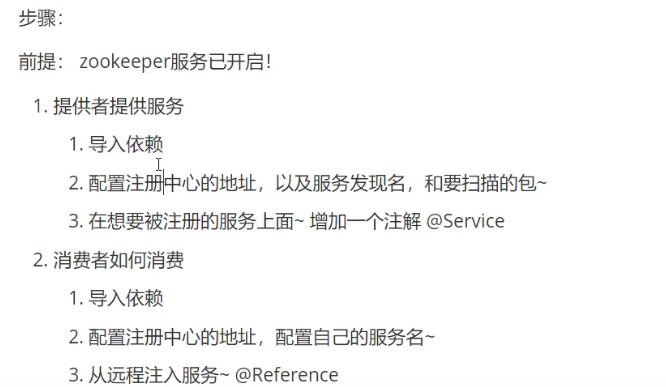 步骤：
前提： zookeeper服务已开启！
1. 提供者提供服务
1. 导入依赖
2. 配置注册中心的地址，以及服务发现名，和要扫描的包~
3. 在想要被注册的服务上面~ 增加一个注解 @Service
2. 消费者如何消费
1. 导入依赖
2. 配置注册中心的地址，配置自己的服务名~
3. 从远程注入服务~ @Reference